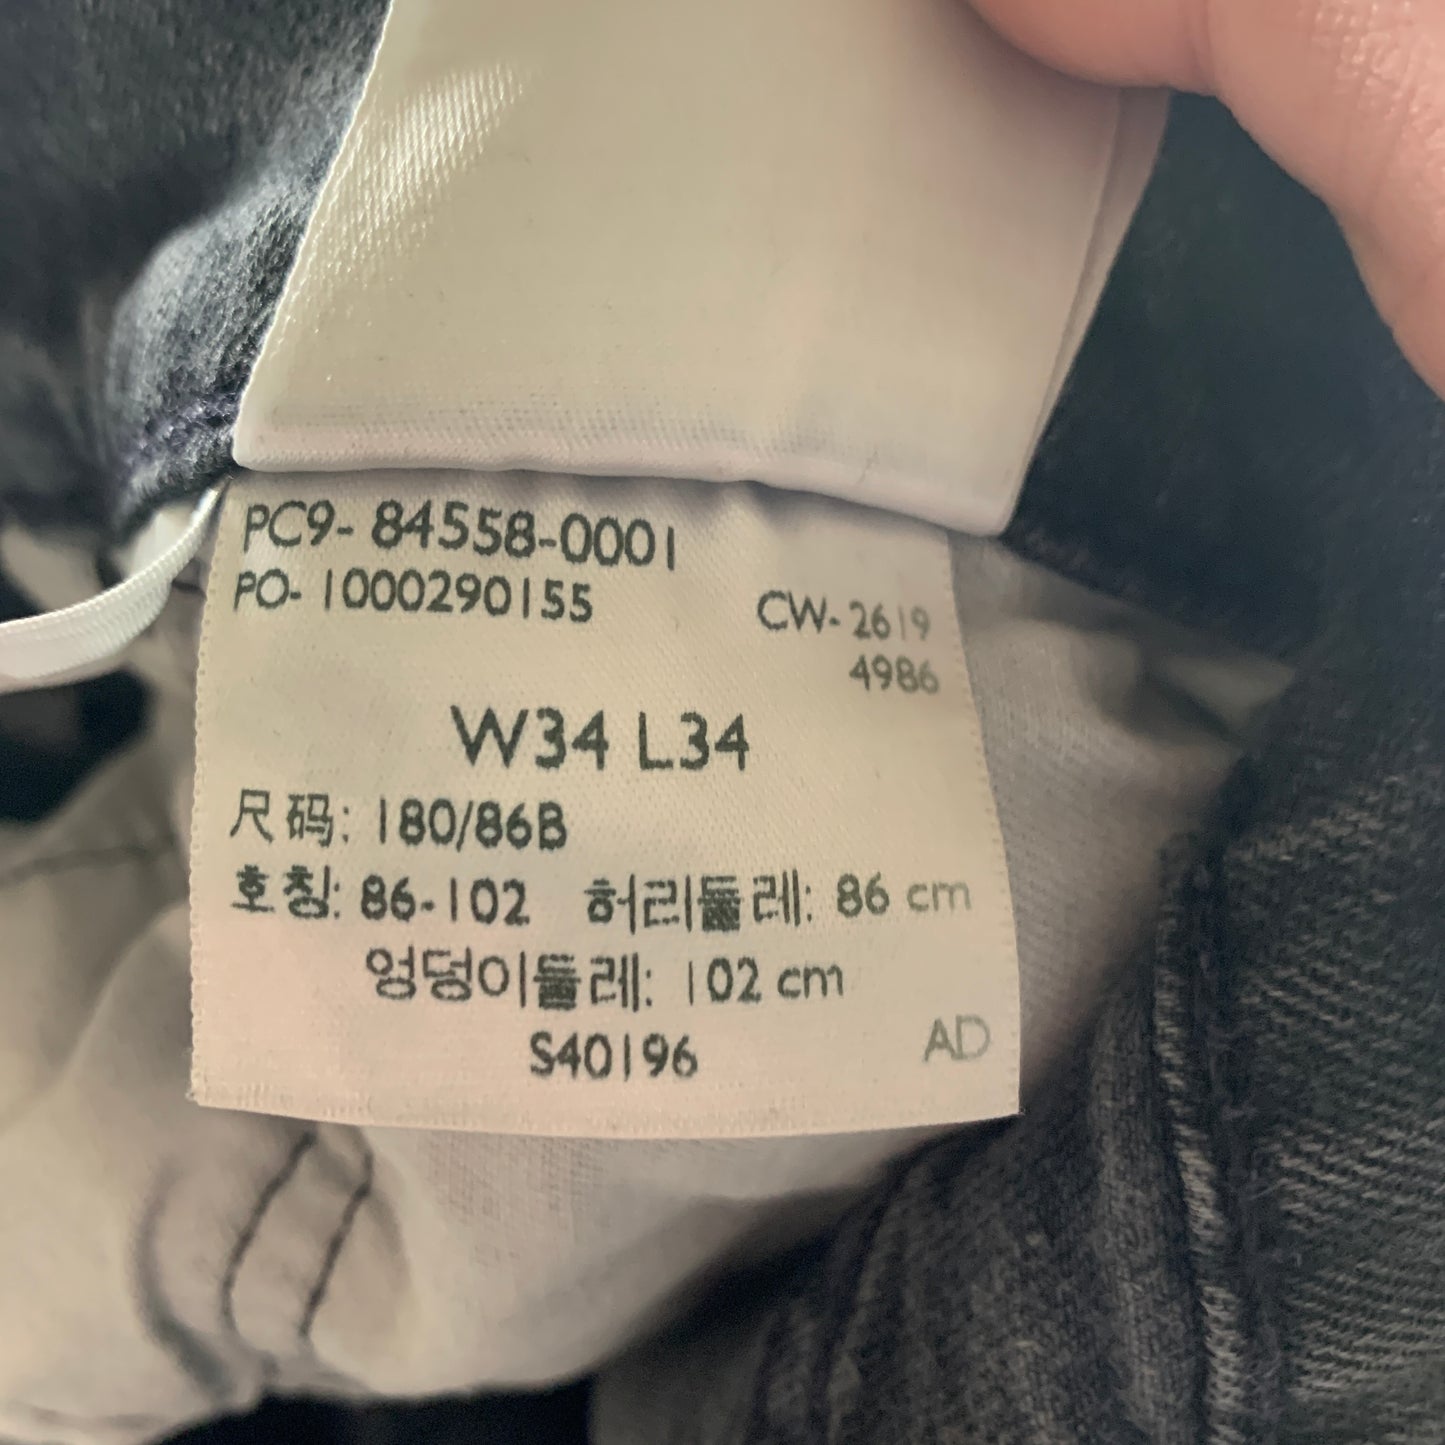 PC9- 84558-0001
PO- 1000290155 CW- 2619
4986
W34 L34
尺码: 180/86B
호칭: 86-102 허리둘레: 86 cm
엉덩이둘레: 102 cm
S40196 AD